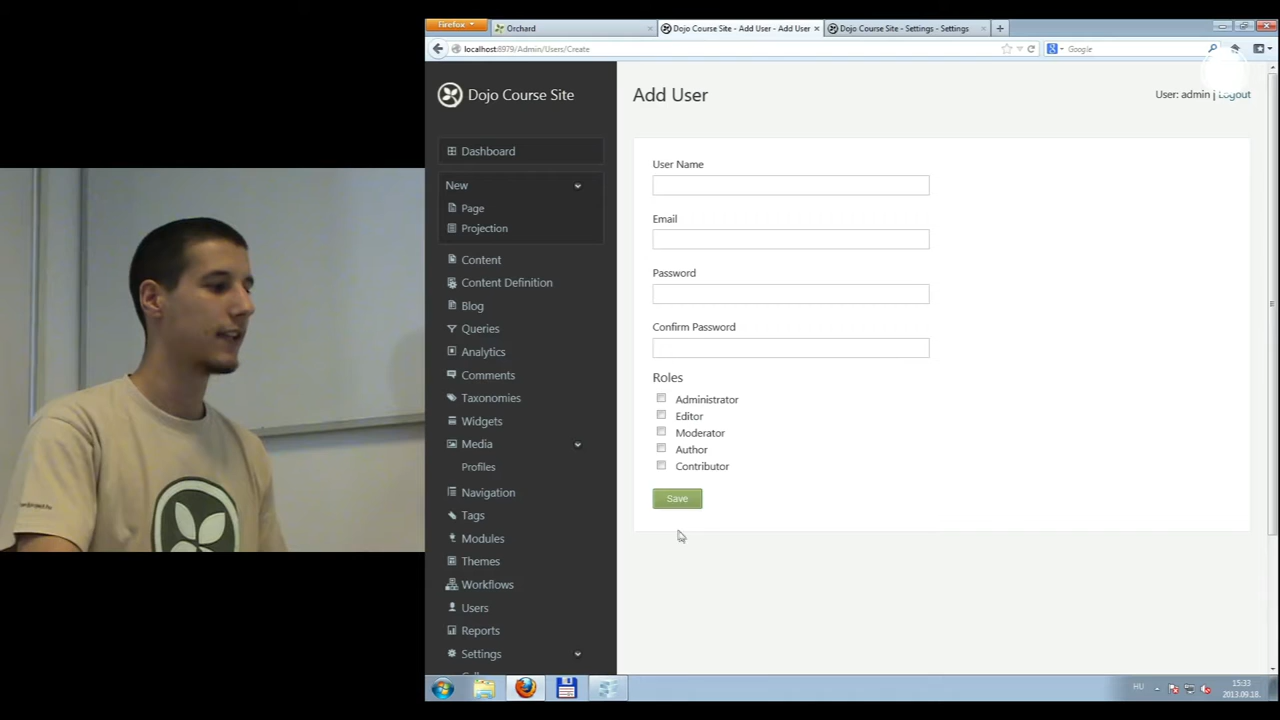 Firefox
Orchard
Dojo Course Site - Add User - Add User
Dojo Course Site - Settings - Settings
localhost:8979/Admin/Users/Create
Google
Dojo Course Site
Add User
User: admin | Logout
Dashboard
New
Page
Projection
Content
Content Definition
Blog
Queries
Analytics
Comments
Taxonomies
Widgets
Media
Profiles
Navigation
Tags
Modules
Themes
Workflows
Users
Reports
Settings
User Name
Email
Password
Confirm Password
Roles
Administrator
Editor
Moderator
Author
Contributor
Save
HU
15:33
2013.09.18.